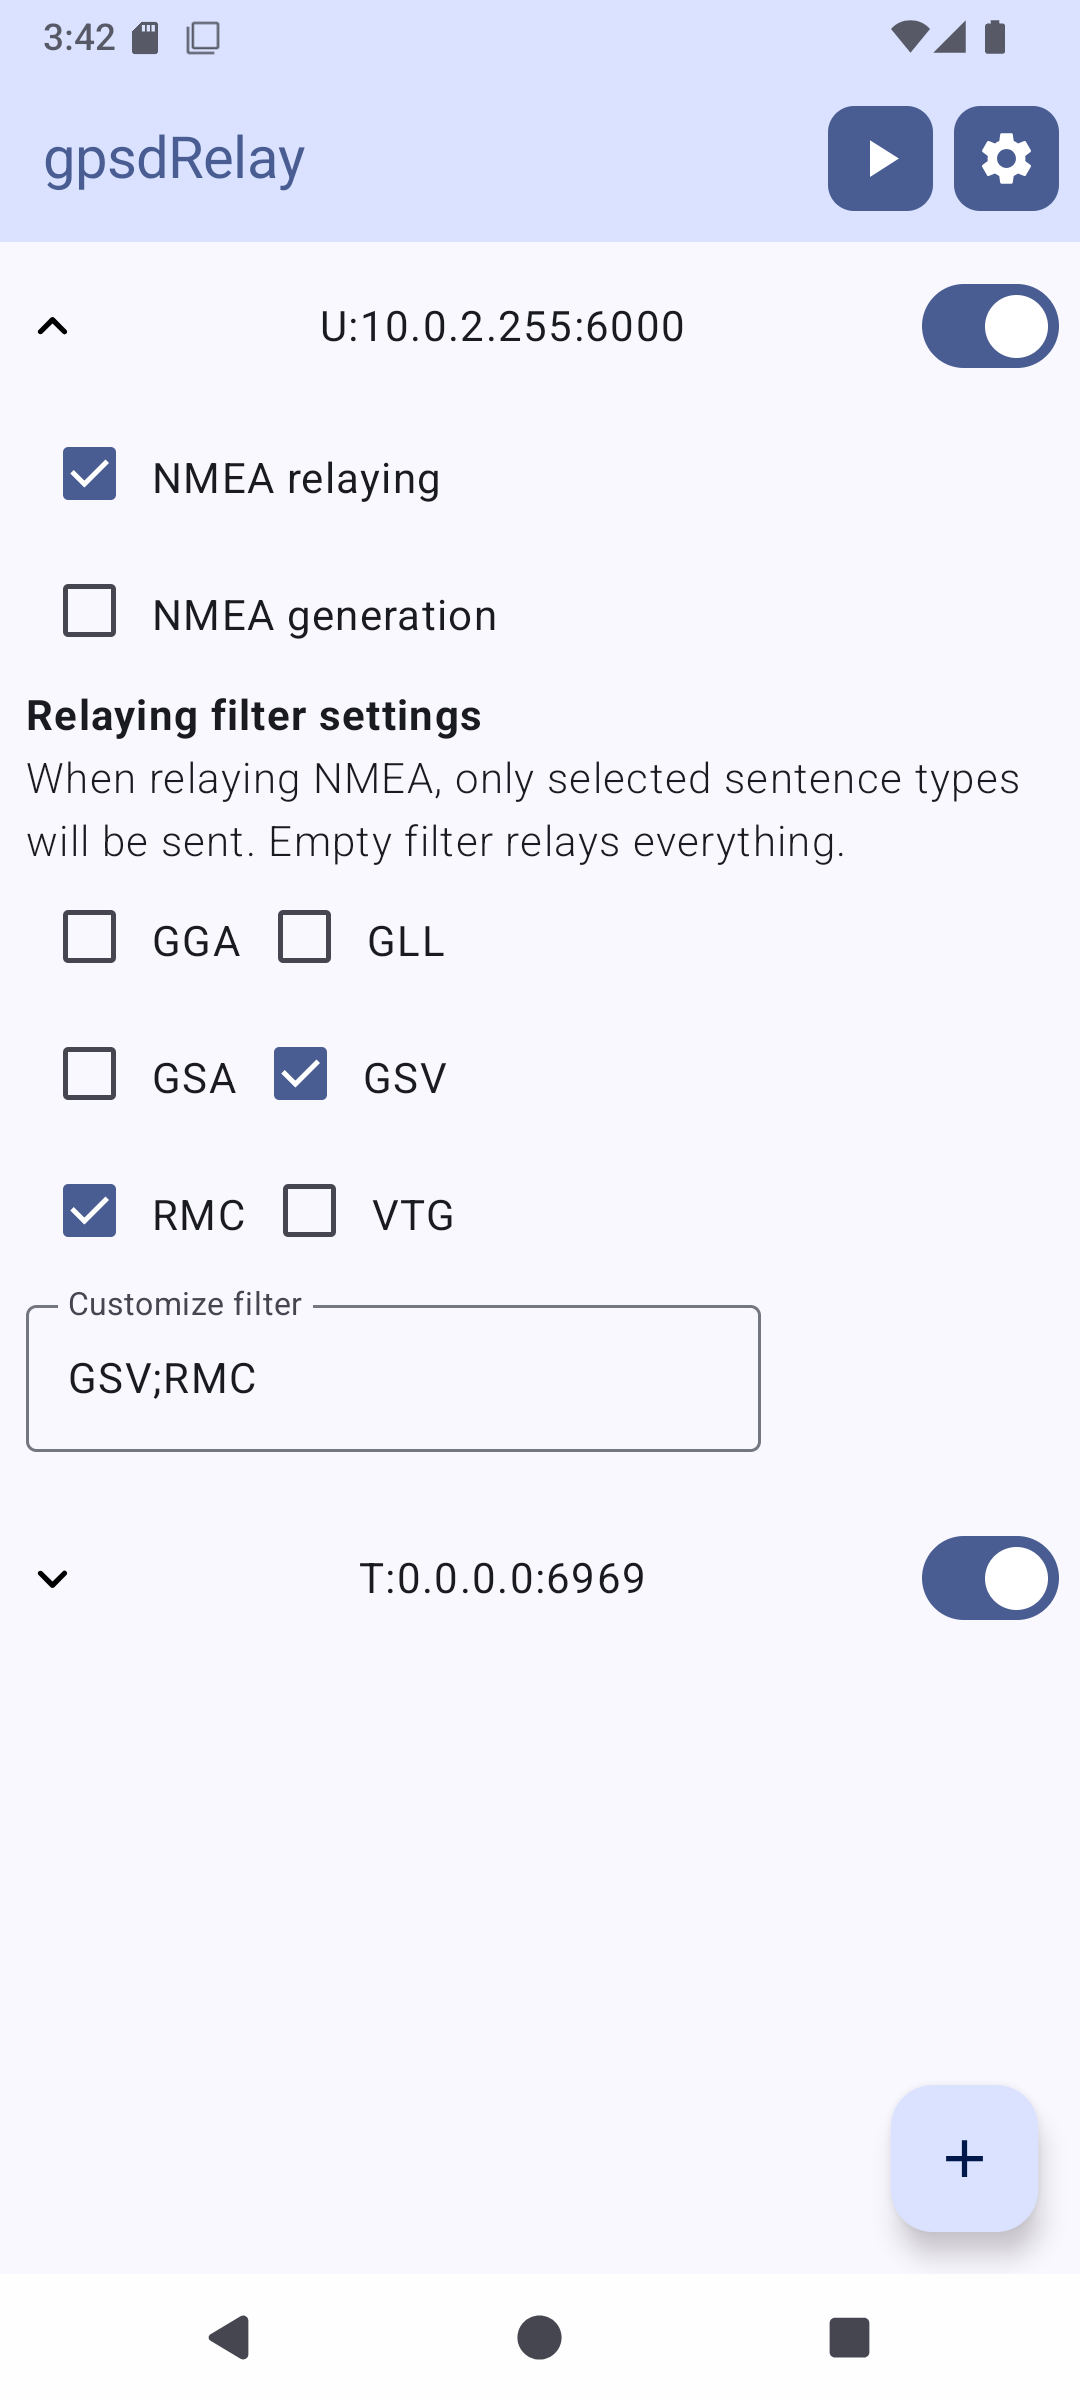 3:42
gpsdRelay
U:10.0.2.255:6000
NMEA relaying
NMEA generation
Relaying filter settings
When relaying NMEA, only selected sentence types
will be sent. Empty filter relays everything.
GGA GLL
GSA GSV
RMC VTG
Customize filter
GSV;RMC
T:0.0.0.0:6969